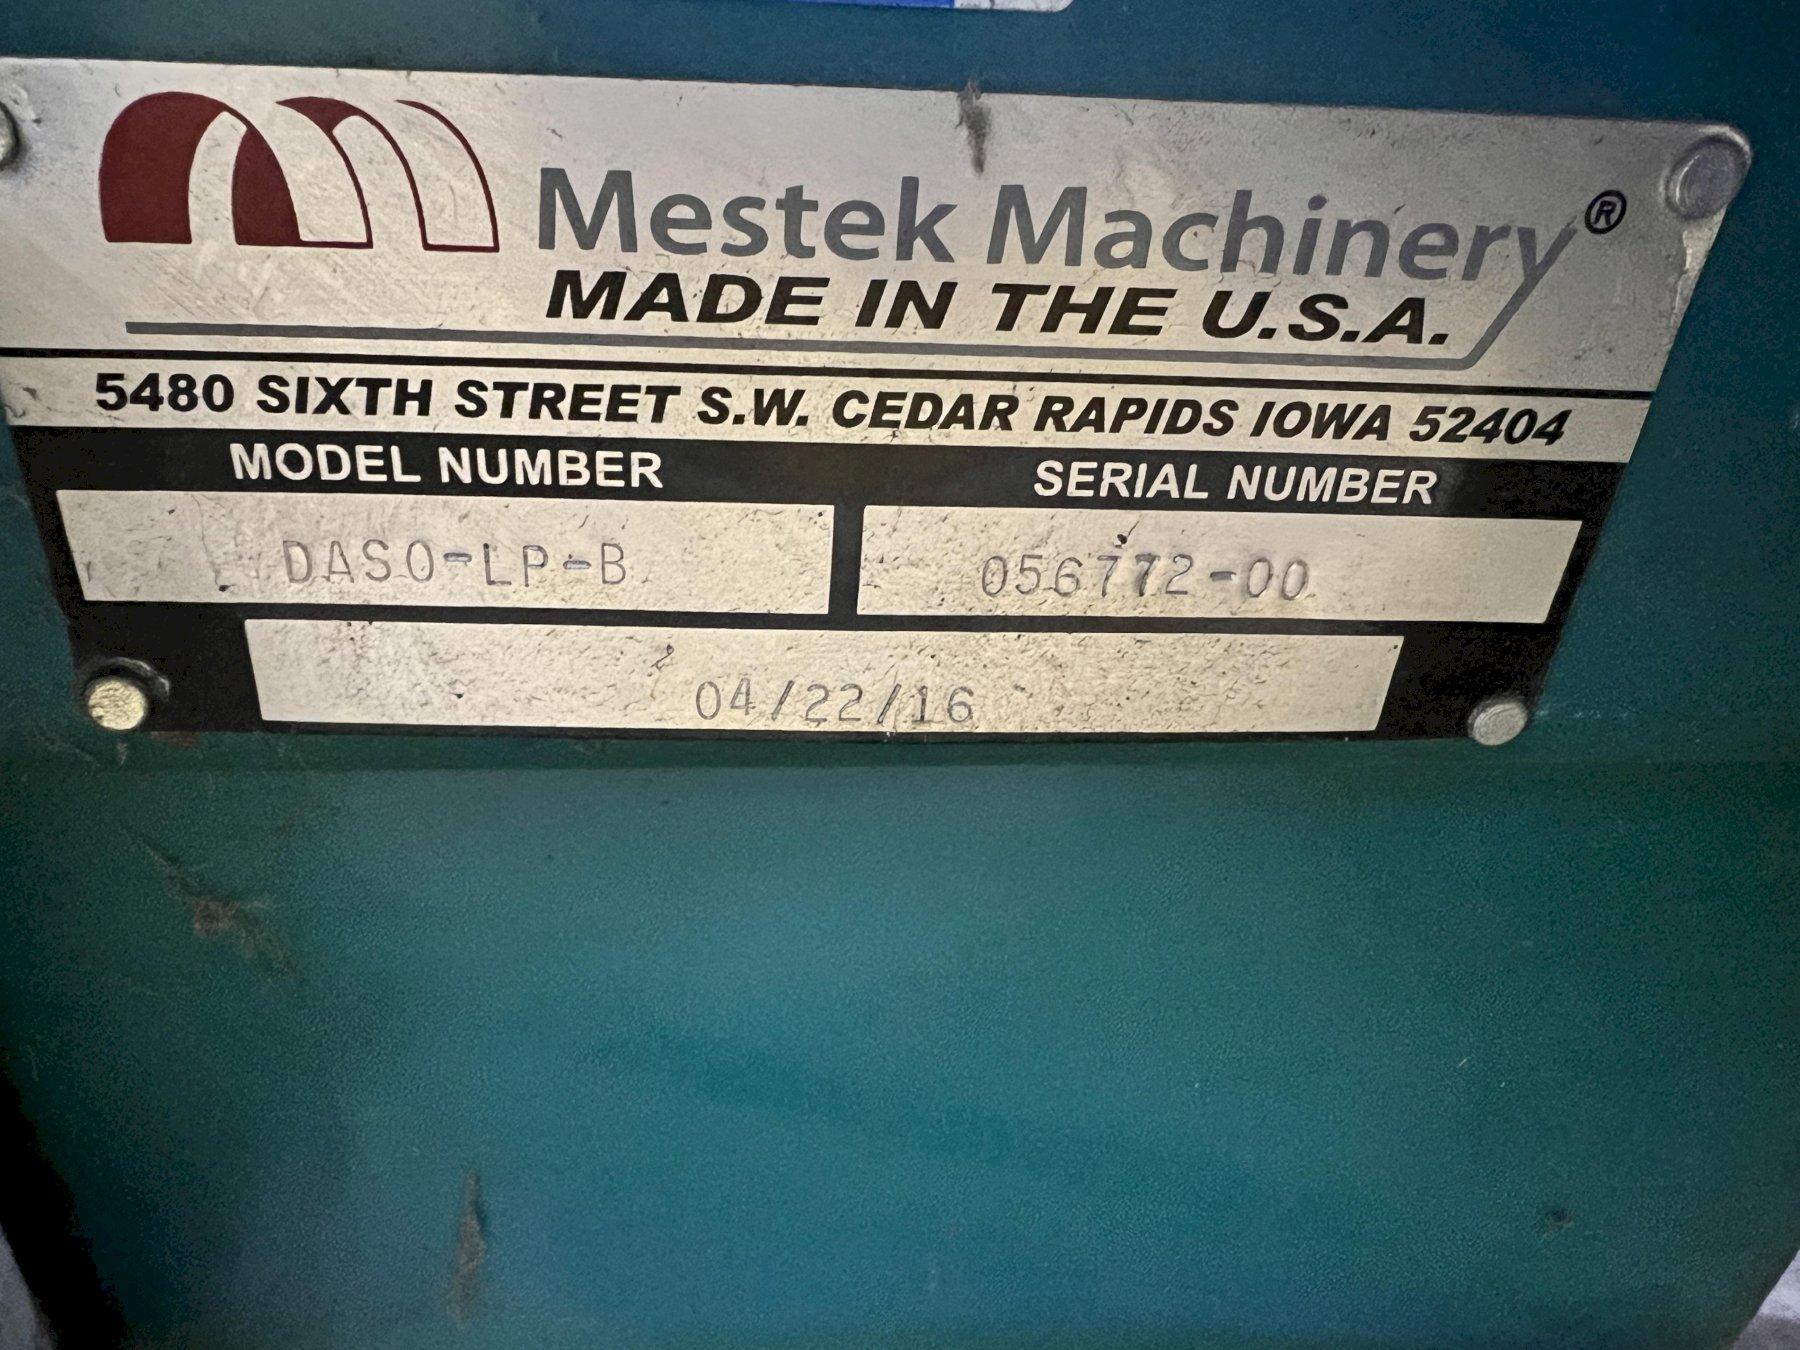 Mestek Machinery®
MADE IN THE U.S.A.
5480 SIXTH STREET S.W. CEDAR RAPIDS IOWA 52404
MODEL NUMBER SERIAL NUMBER
DASO-LP-B 056772-00
04/22/16